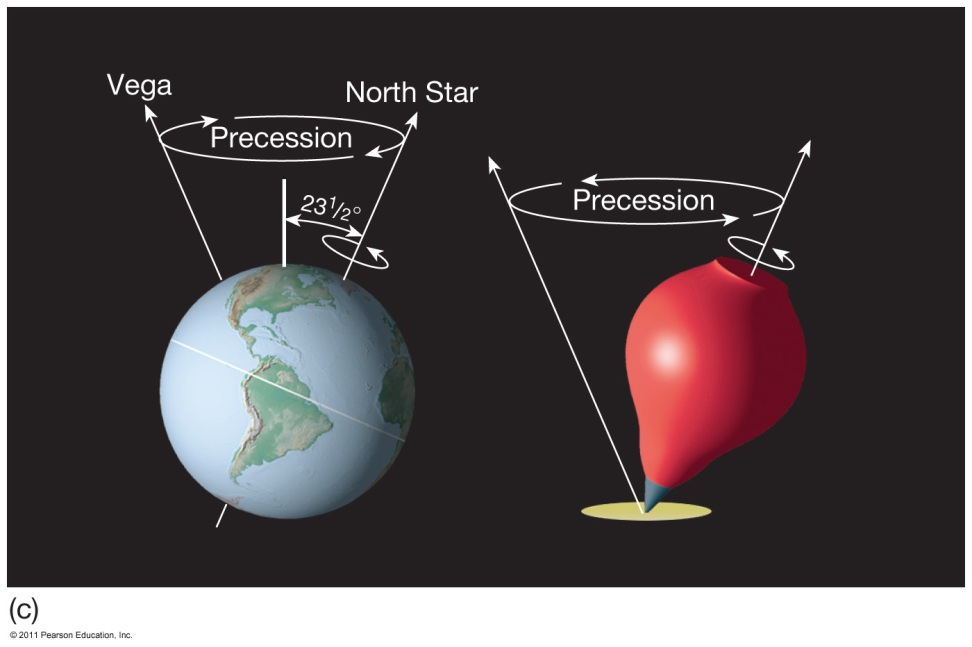 Vega
North Star
Precession
23½°
Precession
(c)
© 2011 Pearson Education, Inc.